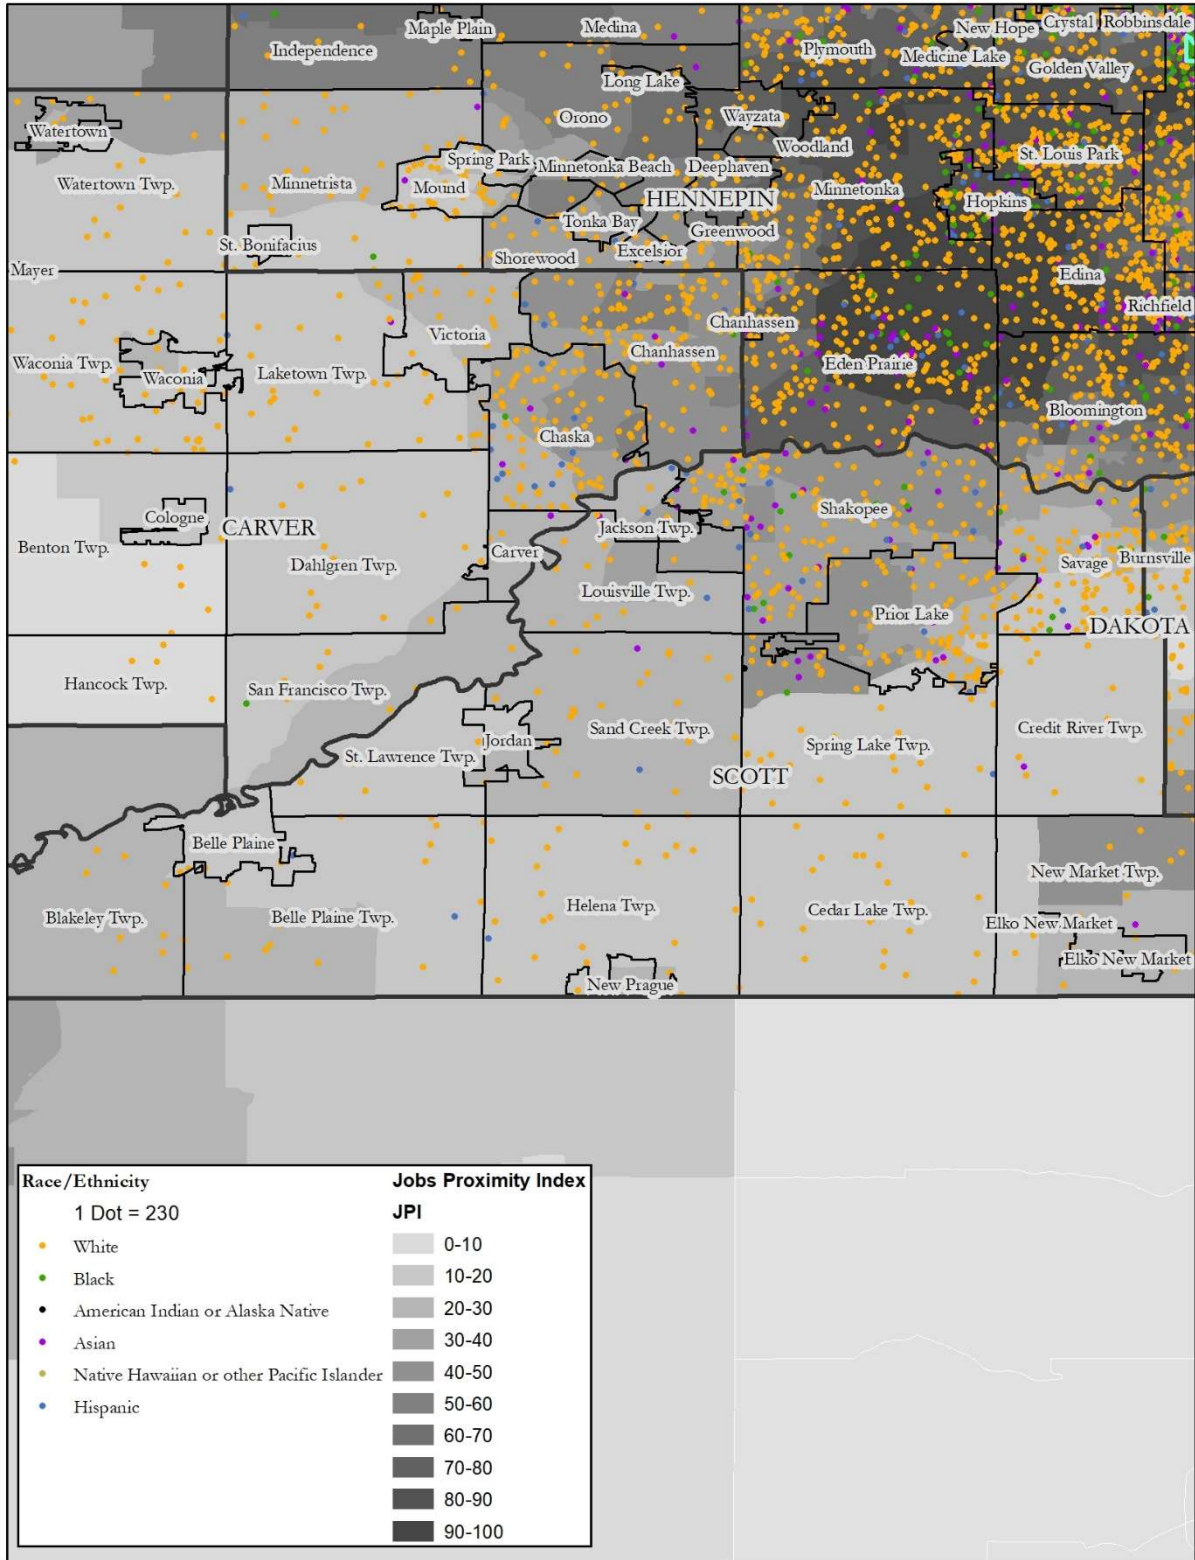 Maple Plain
Medina
New Hope
Crystal
Robbinsdale
Independence
Plymouth
Medicine Lake
Golden Valley
Long Lake
Watertown
Orono
Wayzata
Woodland
St. Louis Park
Spring Park
Minnetonka Beach
Deephaven
Watertown Twp.
Minnetrista
Mound
HENNEPIN
Minnetonka
Hopkins
Tonka Bay
Greenwood
St. Bonifacius
Shorewood
Excelsior
Mayer
Edina
Richfield
Victoria
Chanhassen
Chanhassen
Waconia Twp.
Waconia
Laketown Twp.
Eden Prairie
Bloomington
Chaska
Cologne
CARVER
Jackson Twp.
Shakopee
Benton Twp.
Carver
Dahlgren Twp.
Louisville Twp.
Savage
Burnsville
Prior Lake
DAKOTA
Hancock Twp.
San Francisco Twp.
Jordan
Sand Creek Twp.
Credit River Twp.
St. Lawrence Twp.
Spring Lake Twp.
SCOTT
Belle Plaine
New Market Twp.
Blakeley Twp.
Belle Plaine Twp.
Helena Twp.
Cedar Lake Twp.
Elko New Market
Elko New Market
New Prague
Race/Ethnicity
1 Dot = 230
White
Black
American Indian or Alaska Native
Asian
Native Hawaiian or other Pacific Islander
Hispanic
Jobs Proximity Index
JPI
0-10
10-20
20-30
30-40
40-50
50-60
60-70
70-80
80-90
90-100